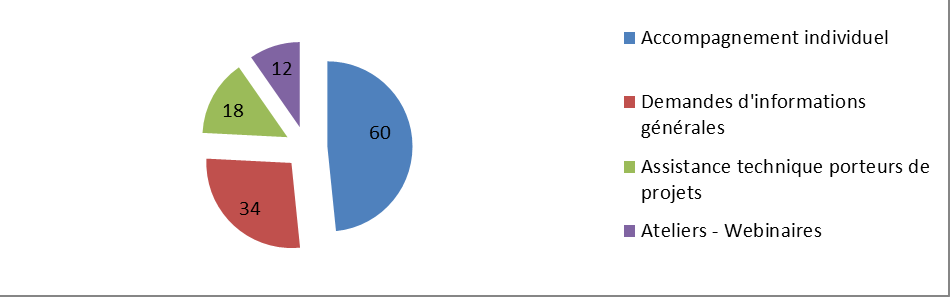 12
18
60
34
Accompagnement individuel
Demandes d'informations
générales
Assistance technique porteurs de
projets
Ateliers - Webinaires